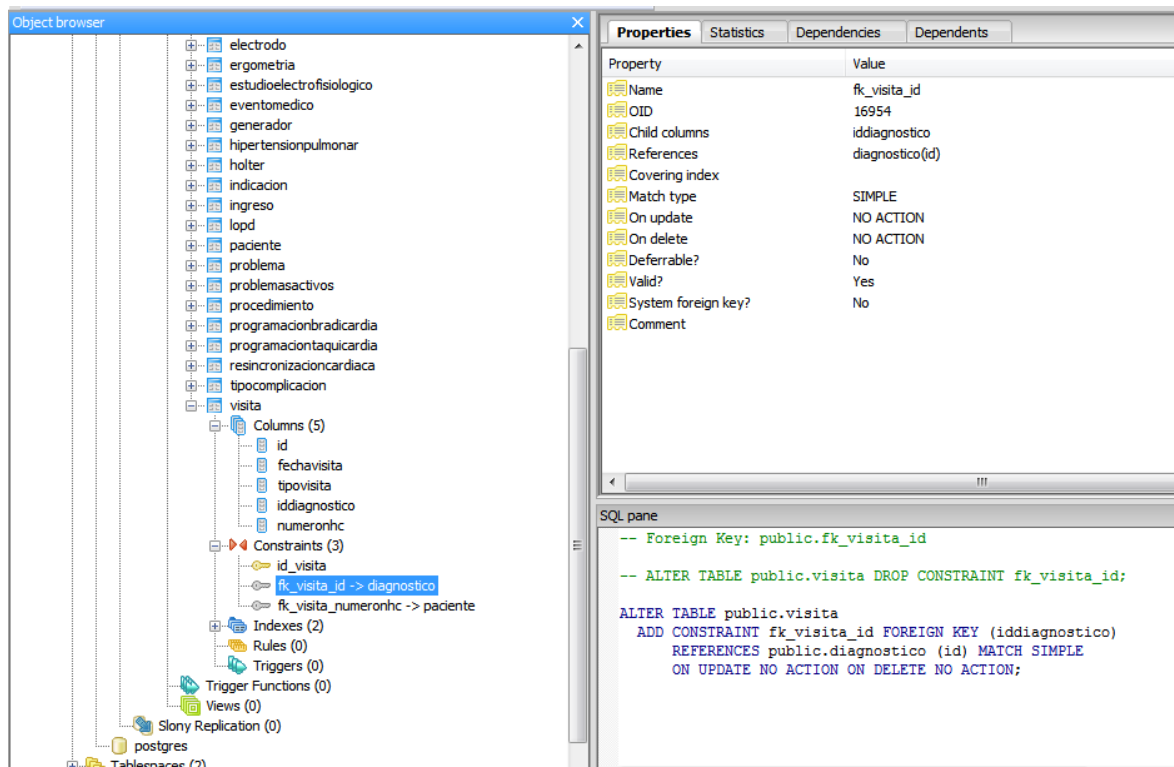 Object browser
electrodo
ergometria
estudioelectrofisiologico
eventomedico
generador
hipertensionpulmonar
holter
indicacion
ingreso
lopd
paciente
problema
problemasactivos
procedimiento
programacionbradicardia
programaciontaquicardia
resincronizacioncardiaca
tipocomplicacion
visita
Columns (5)
id
fechavisita
tipovisita
iddiagnostico
numeronhc
Constraints (3)
id_visita
fk_visita_id -> diagnostico
fk_visita_numeronhc -> paciente
Indexes (2)
Rules (0)
Triggers (0)
Trigger Functions (0)
Views (0)
Slony Replication (0)
postgres
Tablespaces (2)
Properties Statistics Dependencies Dependents
Property Value
Name fk_visita_id
OID 16954
Child columns iddiagnostico
References diagnostico(id)
Covering index
Match type SIMPLE
On update NO ACTION
On delete NO ACTION
Deferrable? No
Valid? Yes
System foreign key? No
Comment
SQL pane
-- Foreign Key: public.fk_visita_id
-- ALTER TABLE public.visita DROP CONSTRAINT fk_visita_id;
ALTER TABLE public.visita
ADD CONSTRAINT fk_visita_id FOREIGN KEY (iddiagnostico)
REFERENCES public.diagnostico (id) MATCH SIMPLE
ON UPDATE NO ACTION ON DELETE NO ACTION;